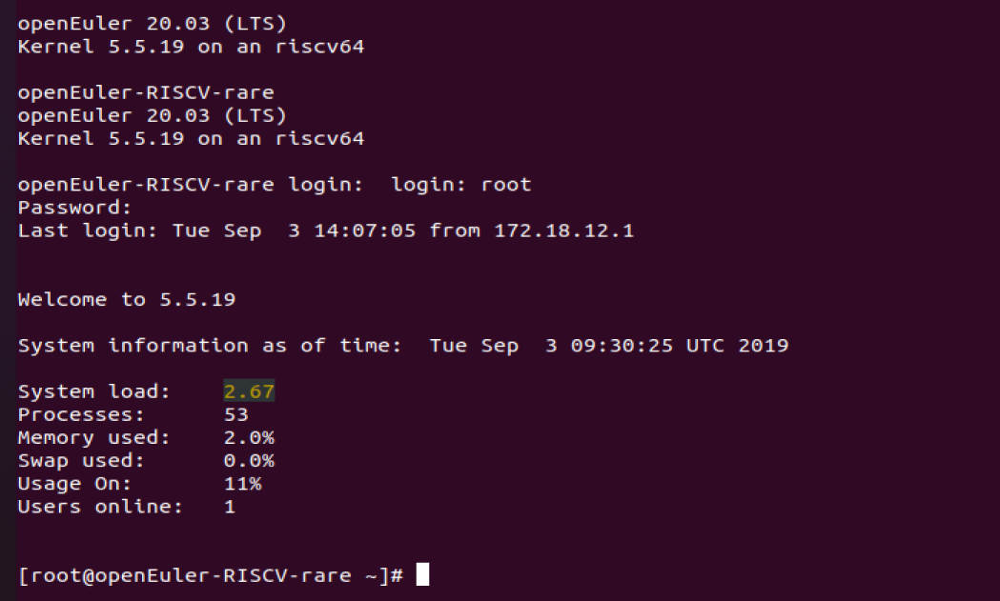 openEuler 20.03 (LTS)
Kernel 5.5.19 on an riscv64
openEuler-RISCV-rare
openEuler 20.03 (LTS)
Kernel 5.5.19 on an riscv64
openEuler-RISCV-rare login:  login: root
Password:
Last login: Tue Sep  3 14:07:05 from 172.18.12.1
Welcome to 5.5.19
System information as of time:  Tue Sep  3 09:30:25 UTC 2019
System load:    2.67
Processes:      53
Memory used:    2.0%
Swap used:      0.0%
Usage On:       11%
Users online:   1
[root@openEuler-RISCV-rare ~]#